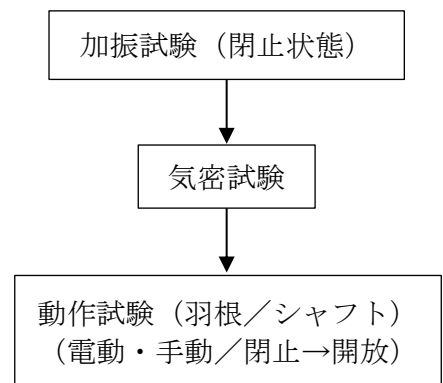 加振試験（閉止状態）
気密試験
動作試験（羽根／シャフト）
（電動・手動／閉止→開放）